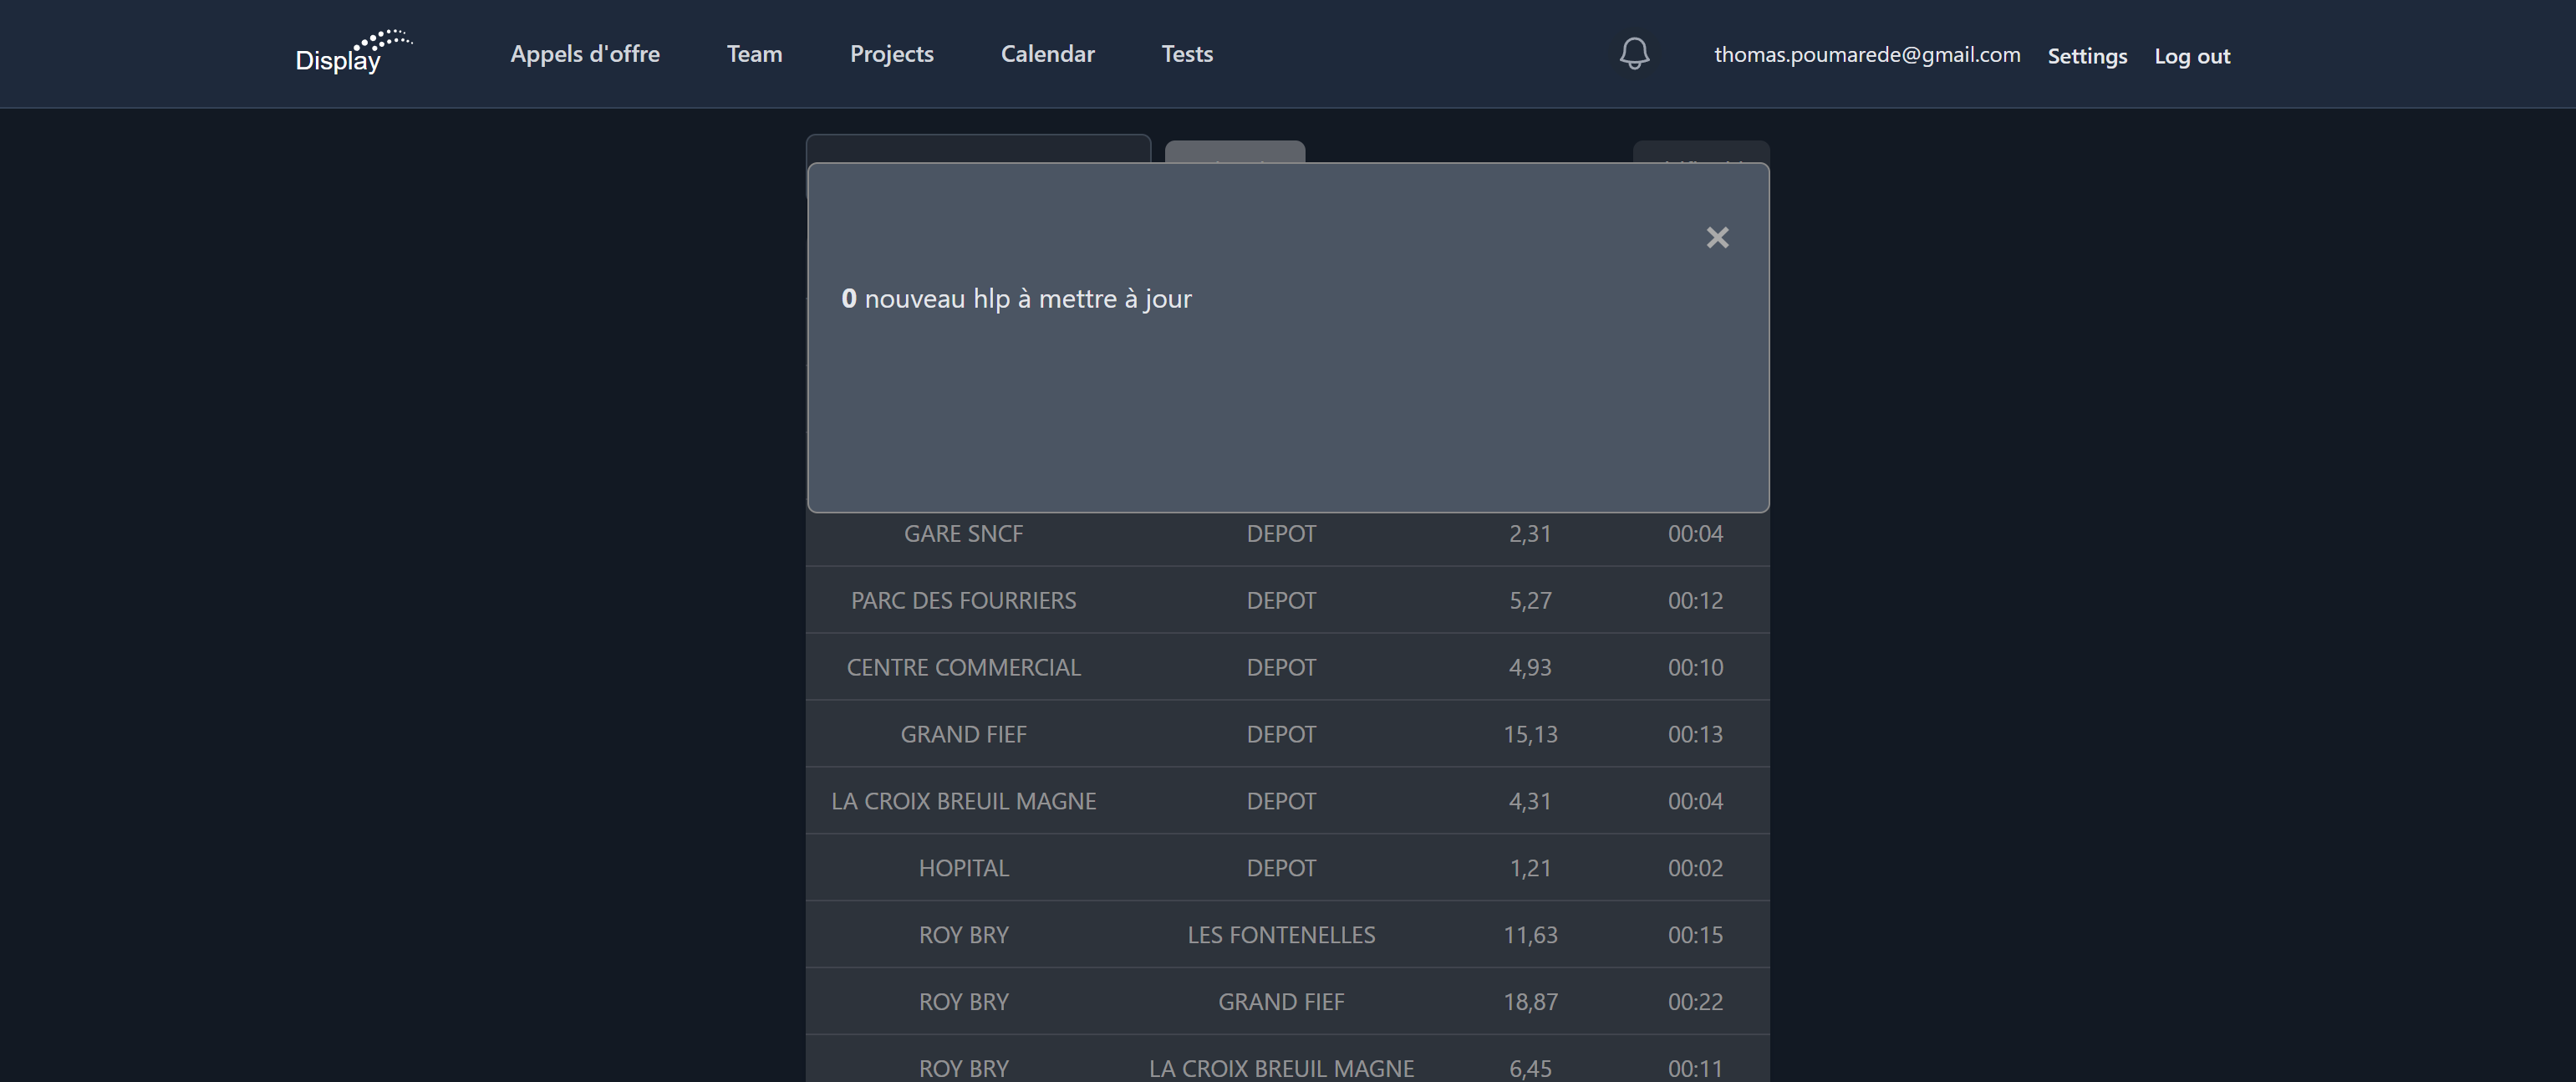 Display Appels d'offre Team Projects Calendar Tests thomas.poumarede@gmail.com Settings Log out
×
0 nouveau hlp à mettre à jour
GARE SNCF DEPOT 2,31 00:04
PARC DES FOURRIERS DEPOT 5,27 00:12
CENTRE COMMERCIAL DEPOT 4,93 00:10
GRAND FIEF DEPOT 15,13 00:13
LA CROIX BREUIL MAGNE DEPOT 4,31 00:04
HOPITAL DEPOT 1,21 00:02
ROY BRY LES FONTENELLES 11,63 00:15
ROY BRY GRAND FIEF 18,87 00:22
ROY BRY LA CROIX BREUIL MAGNE 6,45 00:11